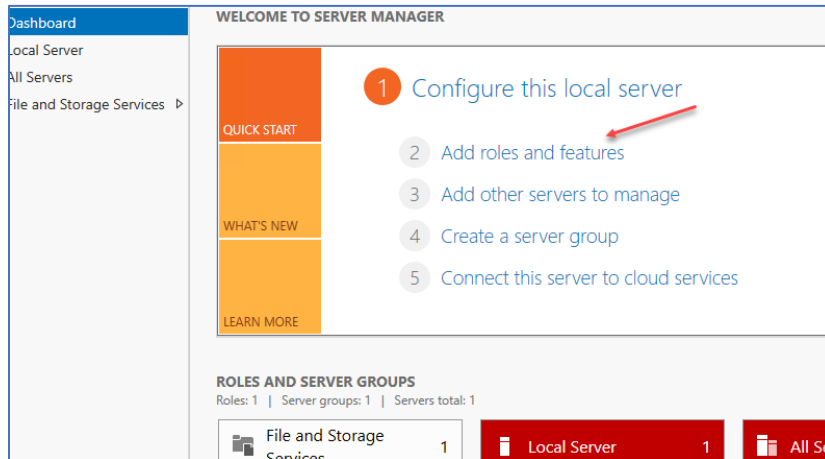 Dashboard
Local Server
All Servers
File and Storage Services
WELCOME TO SERVER MANAGER
QUICK START
WHAT'S NEW
LEARN MORE
1 Configure this local server
2 Add roles and features
3 Add other servers to manage
4 Create a server group
5 Connect this server to cloud services
ROLES AND SERVER GROUPS
Roles: 1 | Server groups: 1 | Servers total: 1
File and Storage
Services
1
Local Server 1
All